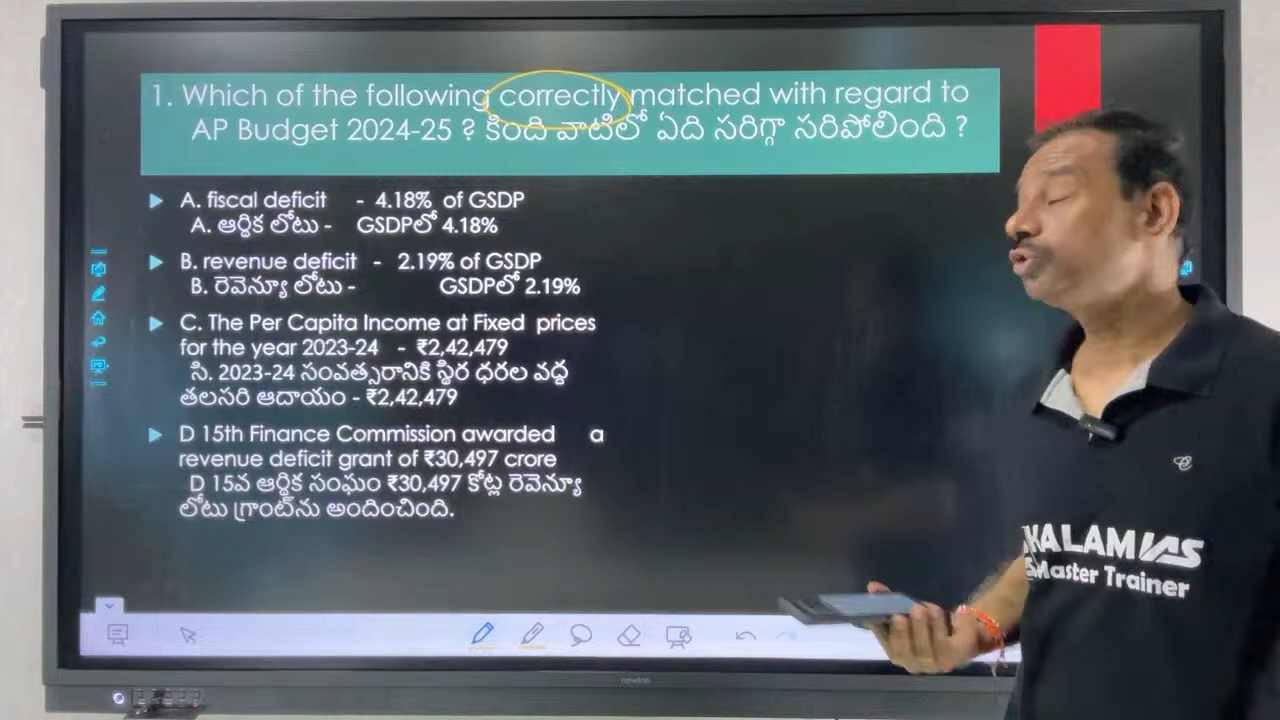 1. Which of the following correctly matched with regard to
AP Budget 2024-25 ? కింది వాటిలో ఏది సరిగ్గా సరిపోలింది ?
A. fiscal deficit - 4.18% of GSDP
A. ఆర్థిక లోటు - GSDPలో 4.18%
B. revenue deficit - 2.19% of GSDP
B. రెవెన్యూ లోటు - GSDPలో 2.19%
C. The Per Capita Income at Fixed prices
for the year 2023-24 - ₹2,42,479
సి. 2023-24 సంవత్సరానికి స్థిర ధరల వద్ద
తలసరి ఆదాయం - ₹2,42,479
D 15th Finance Commission awarded a
revenue deficit grant of ₹30,497 crore
D 15వ ఆర్థిక సంఘం ₹30,497 కోట్ల రెవెన్యూ
లోటు గ్రాంట్‌ను అందించింది.
KALAM IAS
Master Trainer
newline